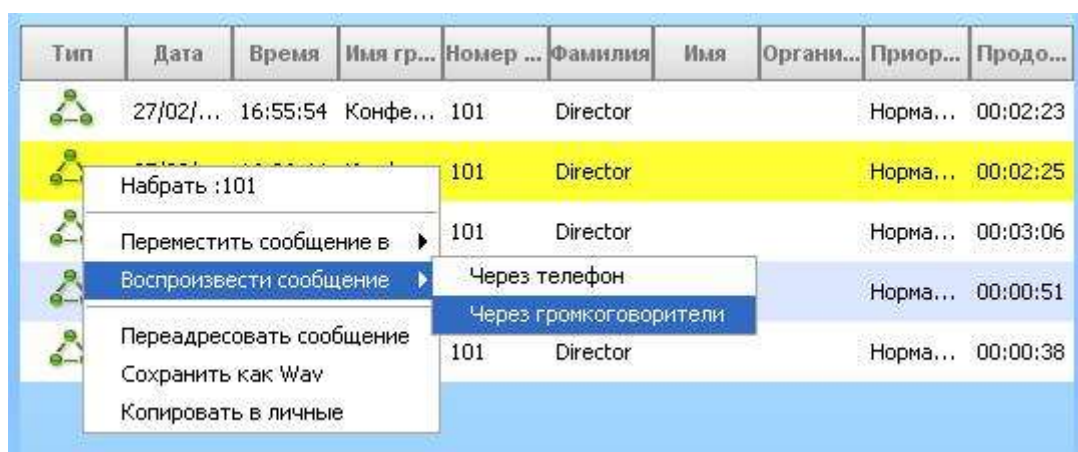 Тип Дата Время Имя гр... Номер ... Фамилия Имя Органи... Приор... Продо...
27/02/... 16:55:54 Конфе... 101 Director Норма... 00:02:23
101 Director Норма... 00:02:25
Набрать :101
Переместить сообщение в
101 Director Норма... 00:03:06
Воспроизвести сообщение
Через телефон
Норма... 00:00:51
Через громкоговорители
Переадресовать сообщение
101 Director Норма... 00:00:38
Сохранить как Wav
Копировать в личные